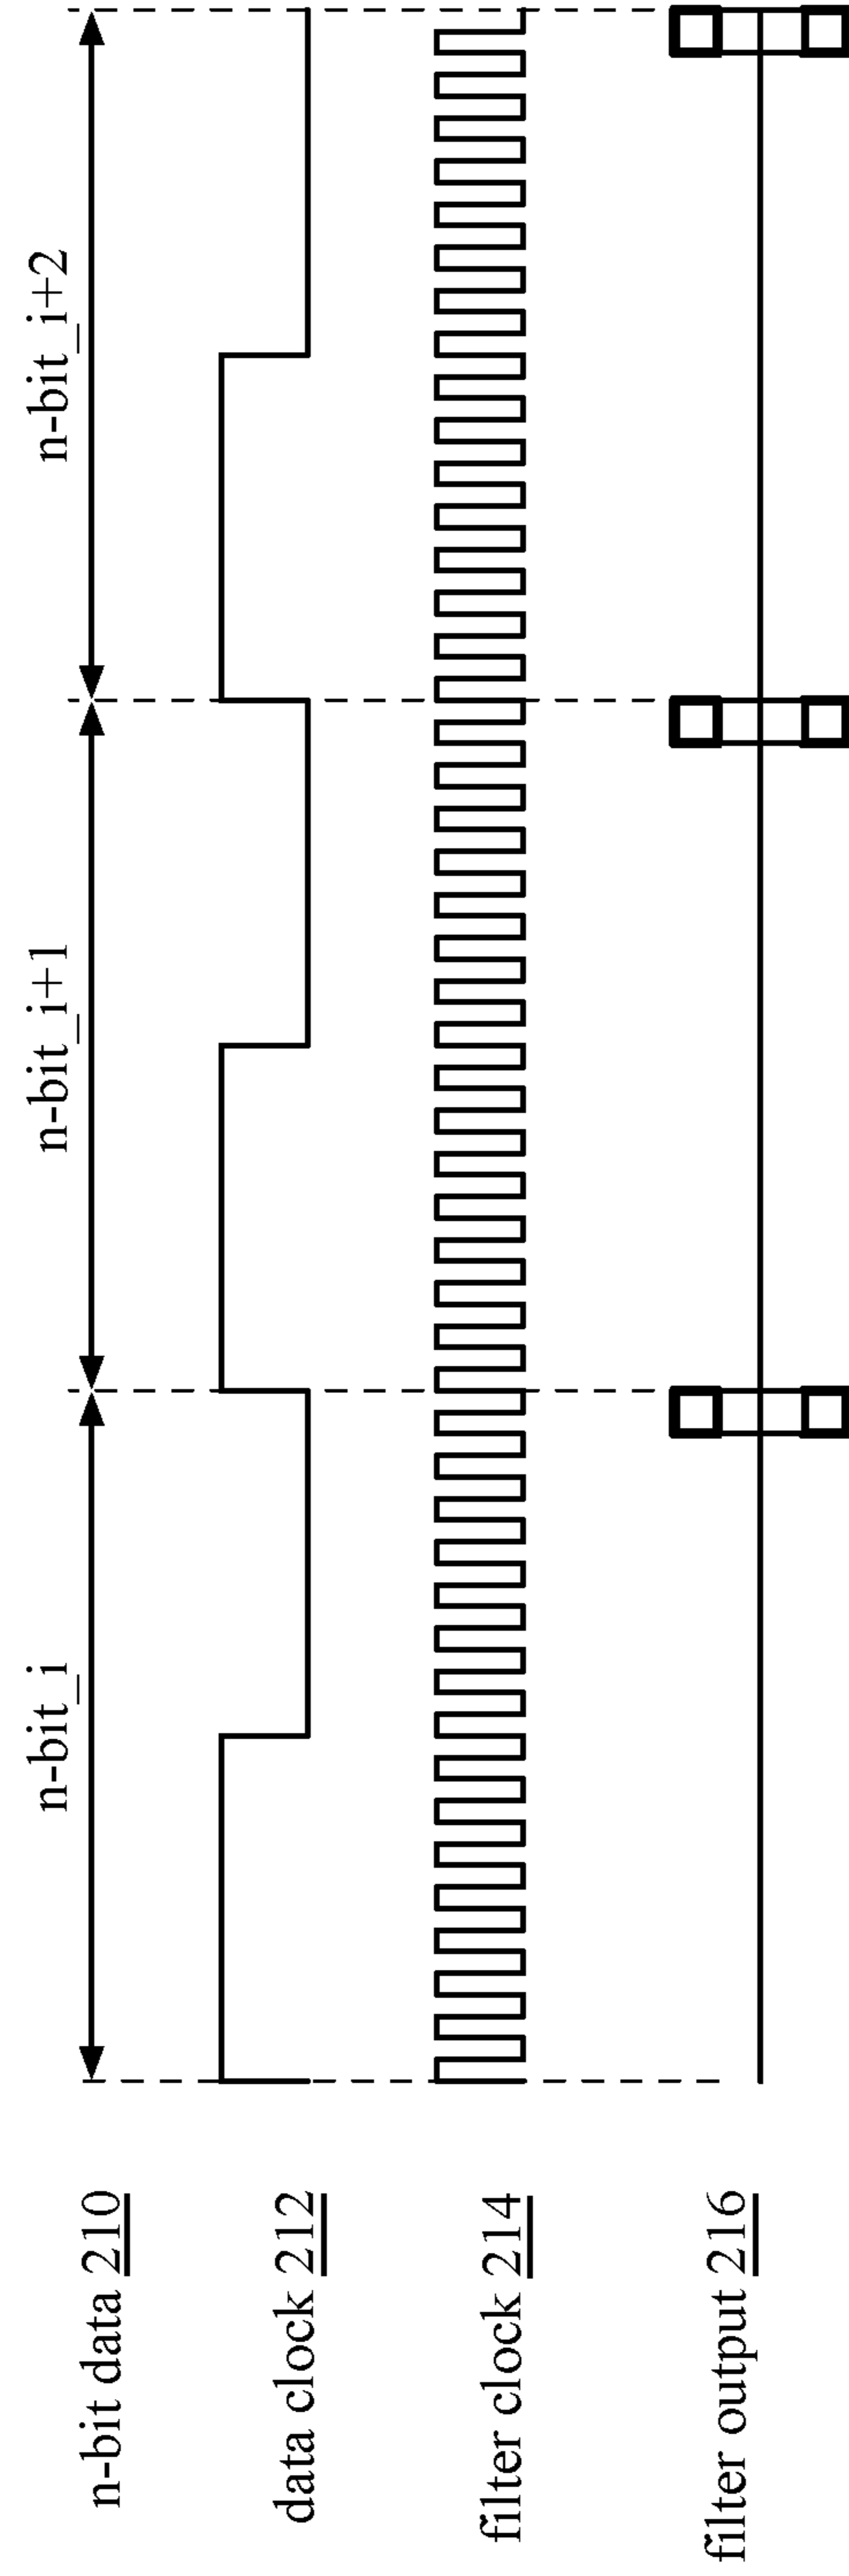 n-bit_i
n-bit_i+1
n-bit_i+2
n-bit data 210
data clock 212
filter clock 214
filter output 216